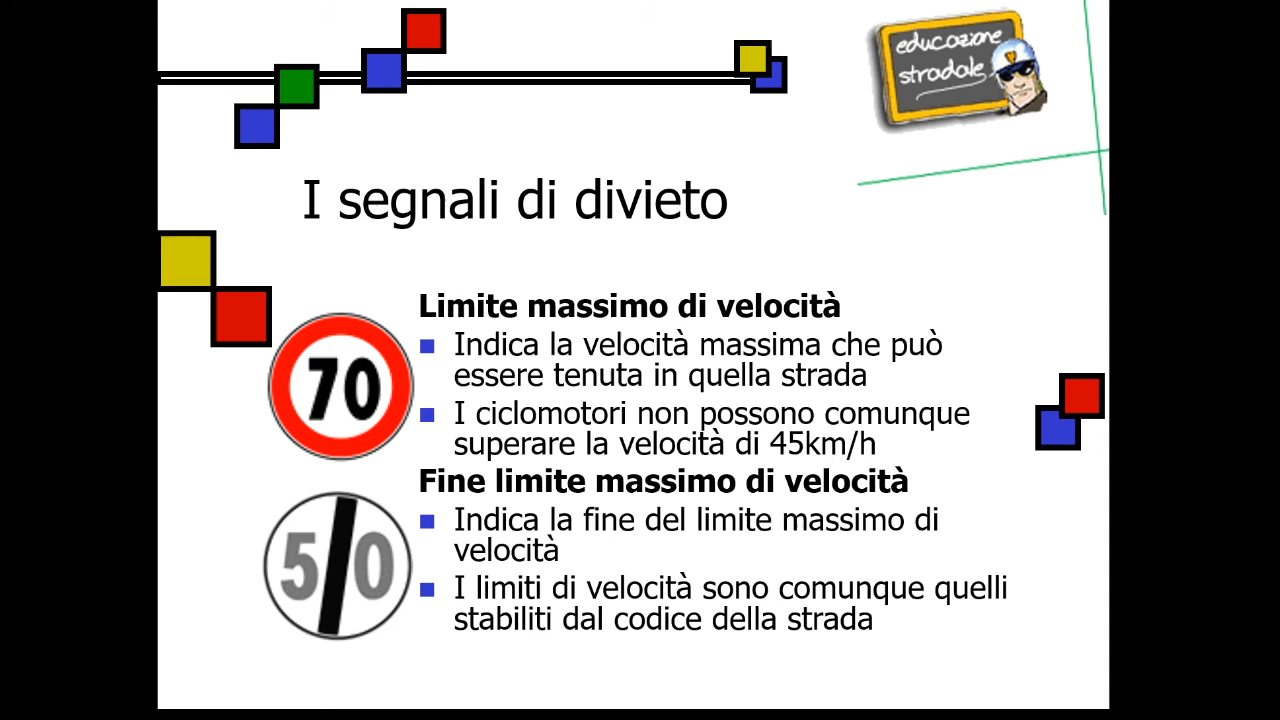 educazione
stradale
I segnali di divieto
Limite massimo di velocità
Indica la velocità massima che può
essere tenuta in quella strada
70
I ciclomotori non possono comunque
superare la velocità di 45km/h
Fine limite massimo di velocità
Indica la fine del limite massimo di
velocità
50
I limiti di velocità sono comunque quelli
stabiliti dal codice della strada